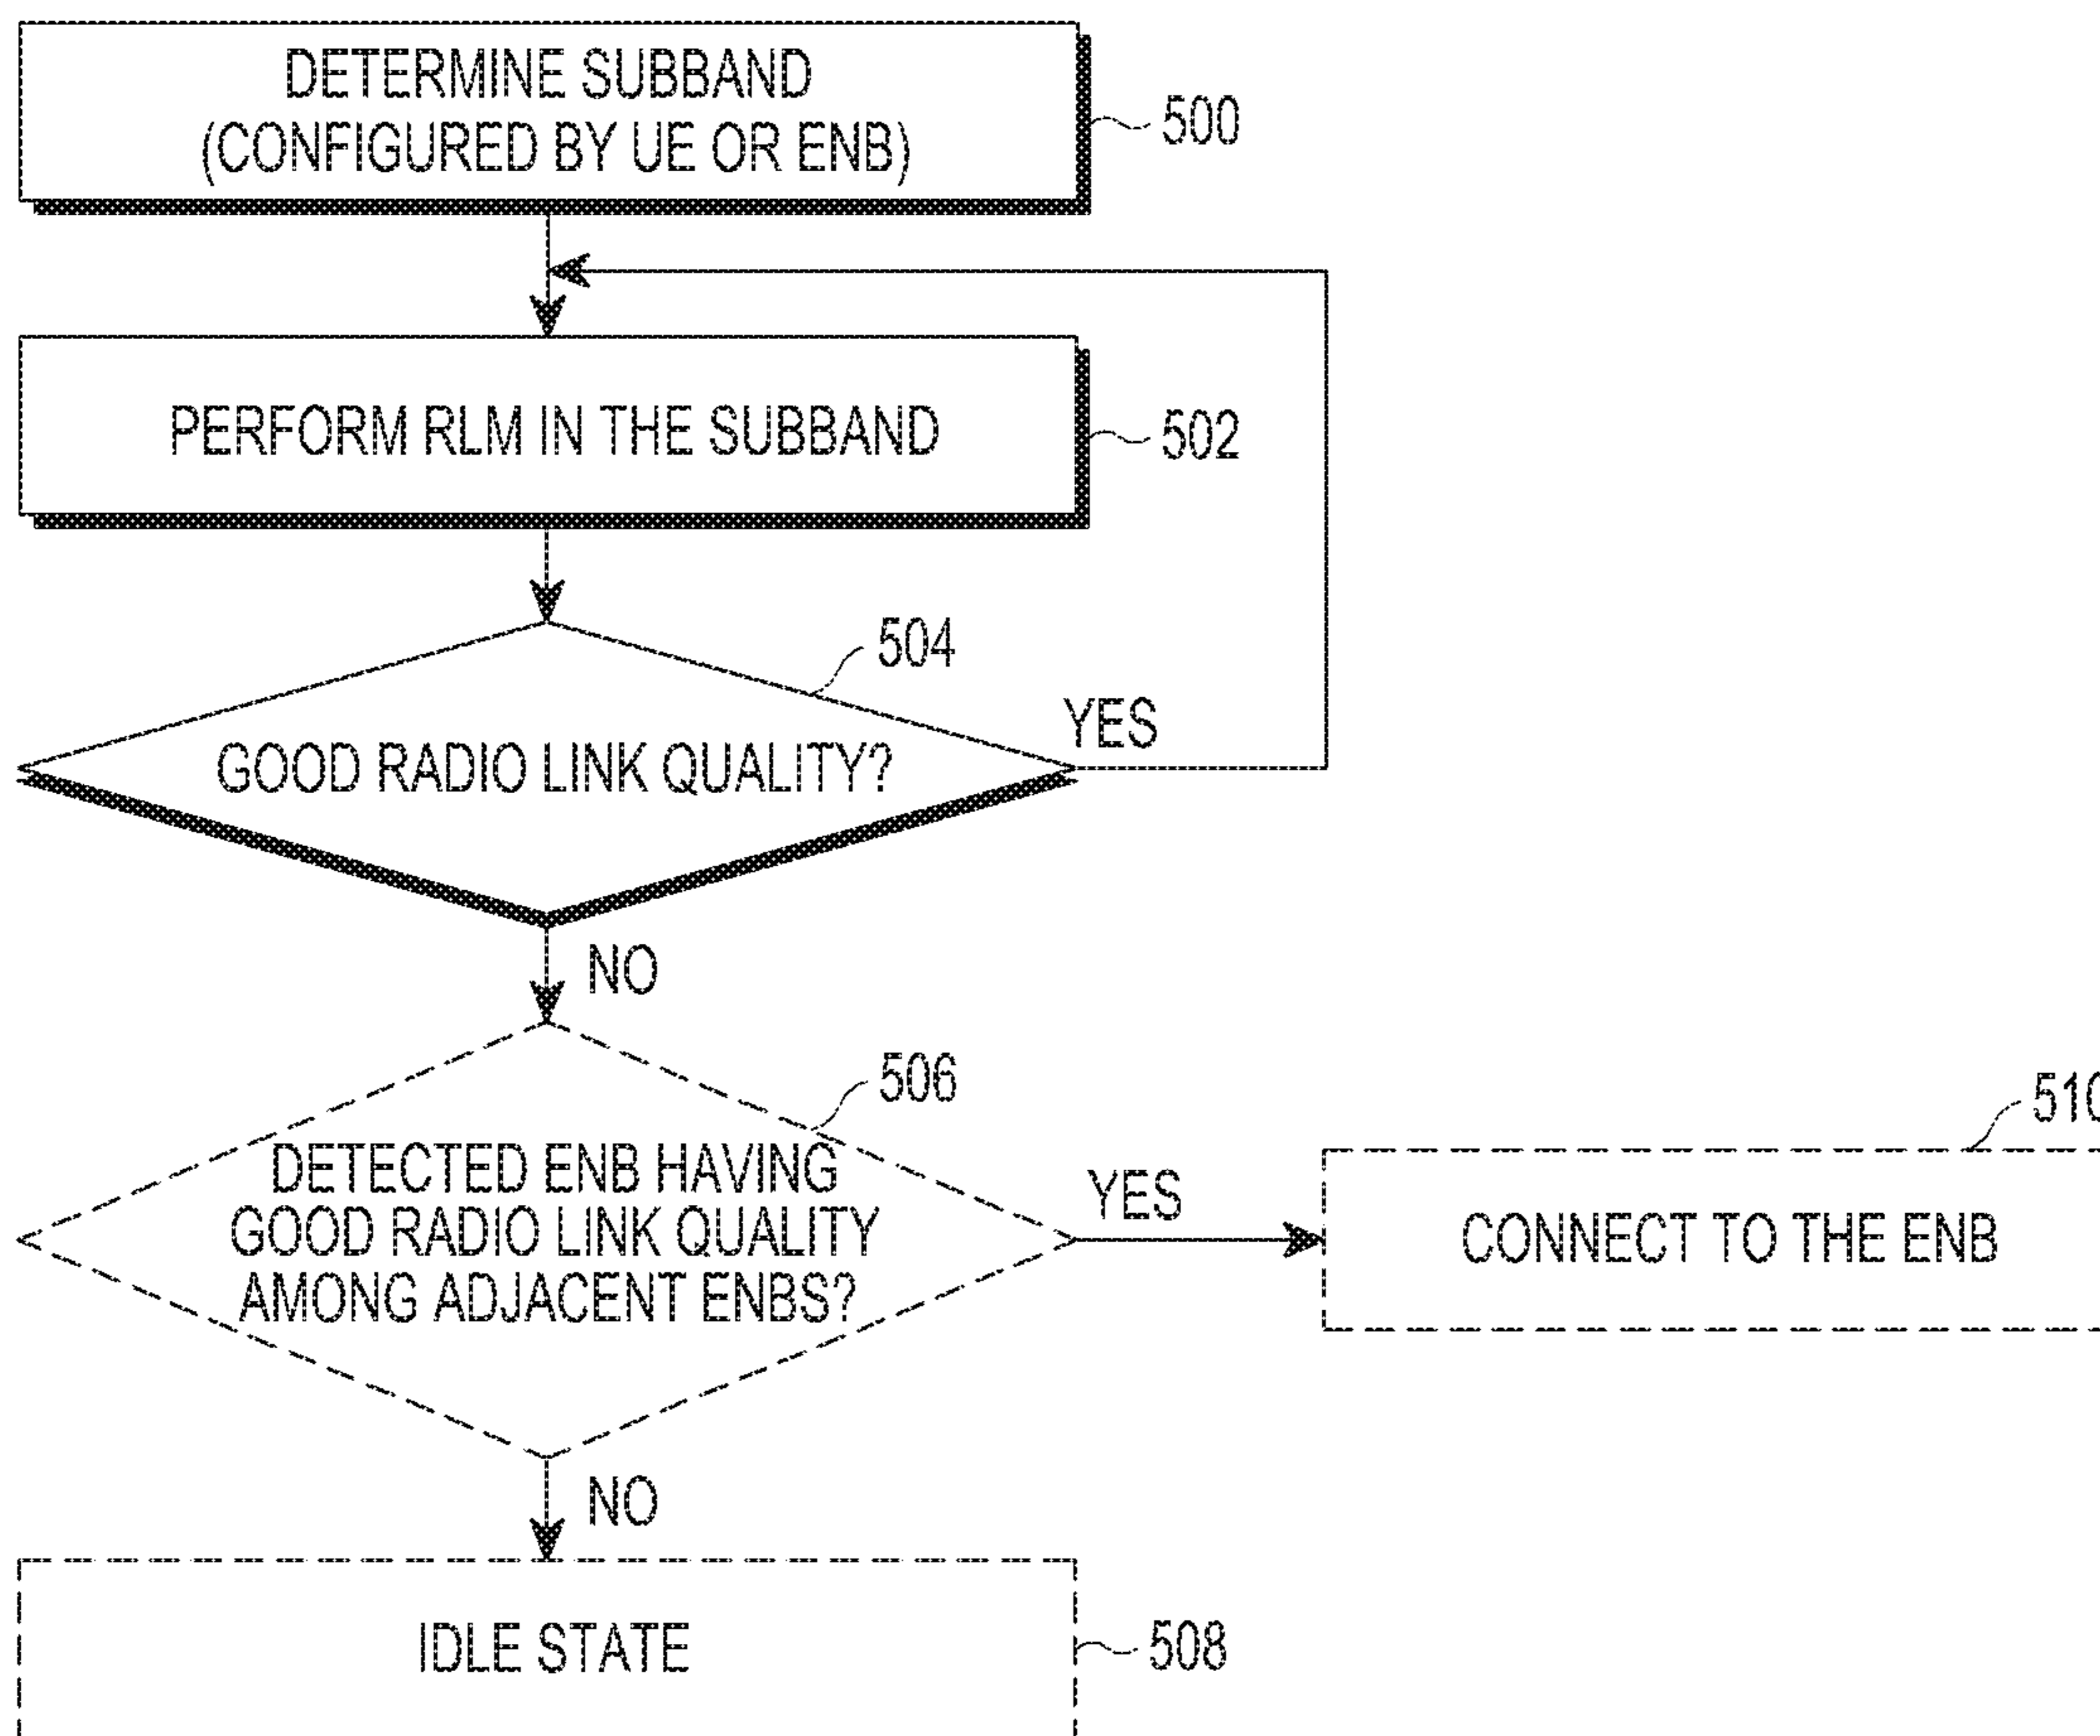 DETERMINE SUBBAND
(CONFIGURED BY UE OR ENB)
500
PERFORM RLM IN THE SUBBAND
502
504
YES
GOOD RADIO LINK QUALITY?
NO
506
510
DETECTED ENB HAVING
GOOD RADIO LINK QUALITY
AMONG ADJACENT ENBS?
YES
CONNECT TO THE ENB
NO
IDLE STATE
508